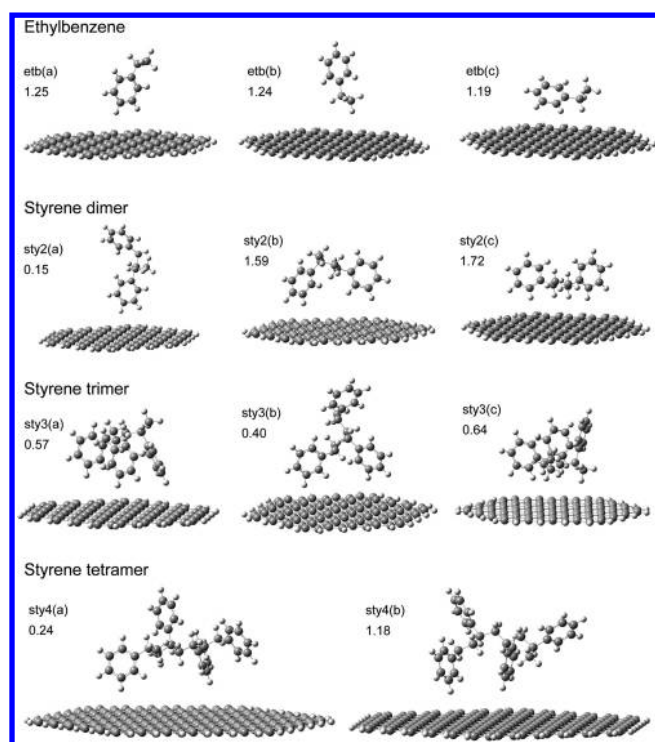 Ethylbenzene
etb(a) etb(b) etb(c)
1.25 1.24 1.19
Styrene dimer
sty2(a) sty2(b) sty2(c)
0.15 1.59 1.72
Styrene trimer
sty3(a) sty3(b) sty3(c)
0.57 0.40 0.64
Styrene tetramer
sty4(a) sty4(b)
0.24 1.18